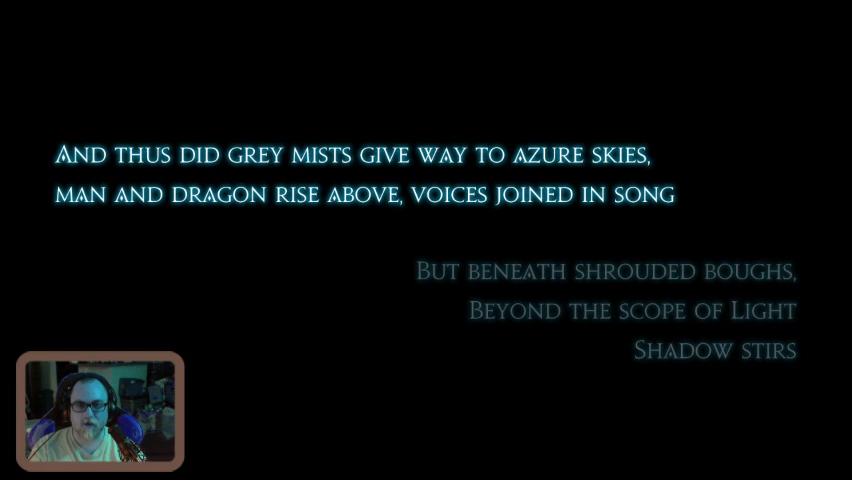 And thus did grey mists give way to azure skies,
man and dragon rise above, voices joined in song
But beneath shrouded boughs,
Beyond the scope of Light
Shadow stirs